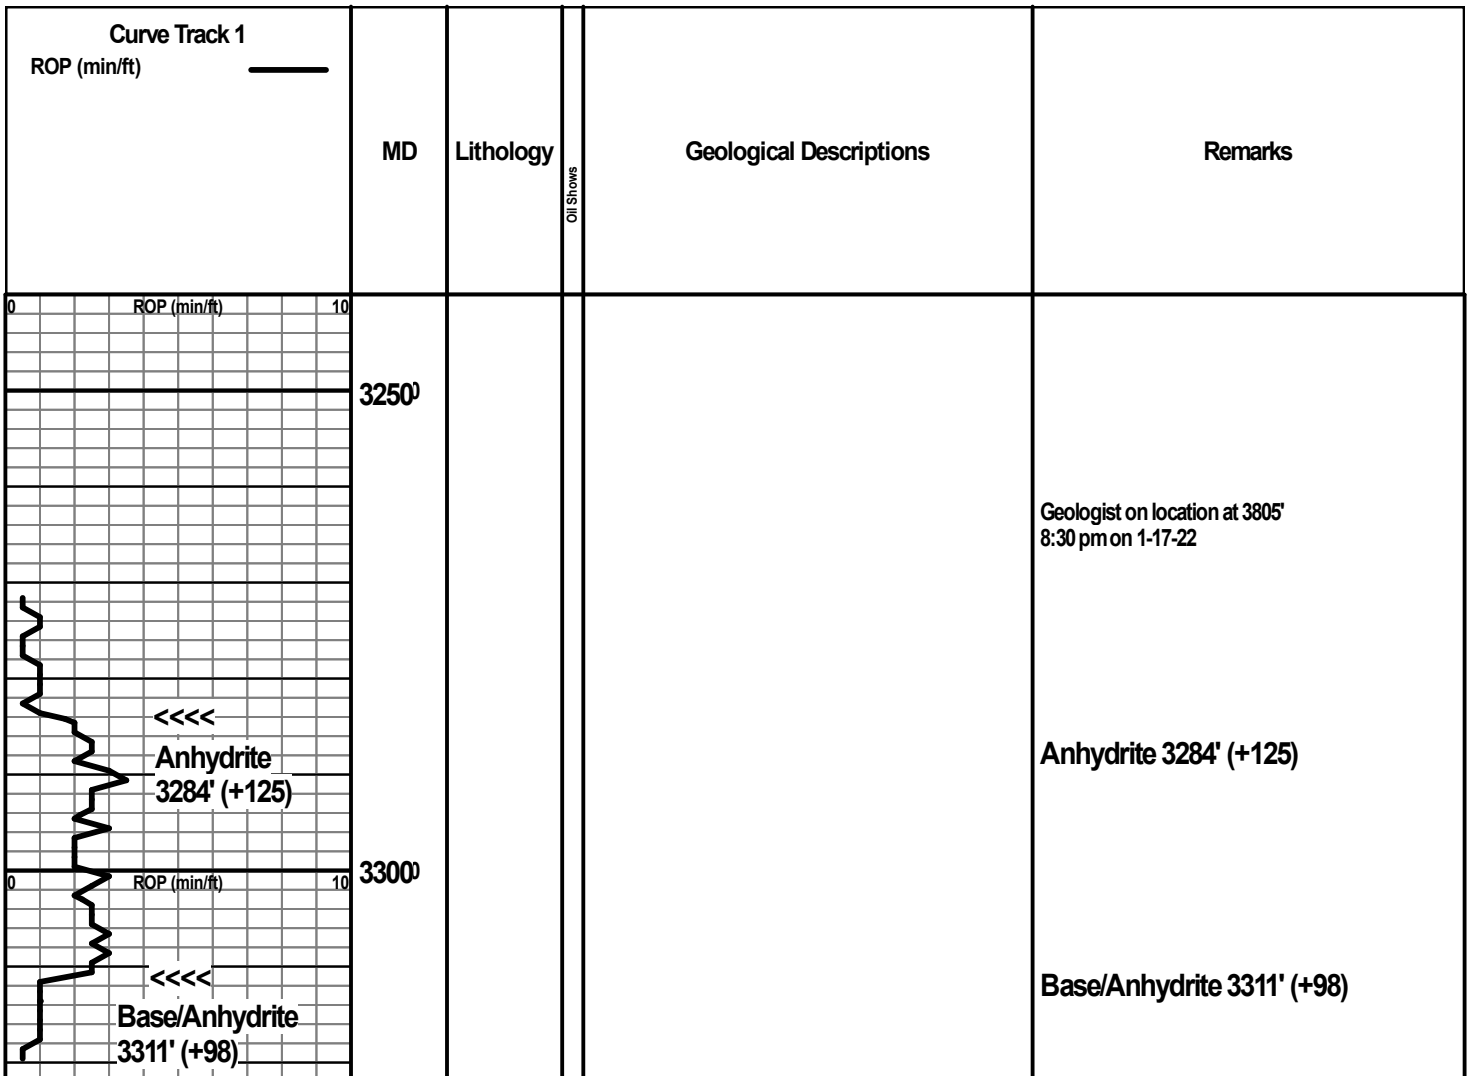 Curve Track 1
ROP (min/ft)
MD
Lithology
Oil Shows
Geological Descriptions
Remarks
0 ROP (min/ft) 10
3250
Geologist on location at 3805'
8:30 pm on 1-17-22
<<<<
Anhydrite
3284' (+125)
Anhydrite 3284' (+125)
0 ROP (min/ft) 10
3300
<<<<
Base/Anhydrite
3311' (+98)
Base/Anhydrite 3311' (+98)